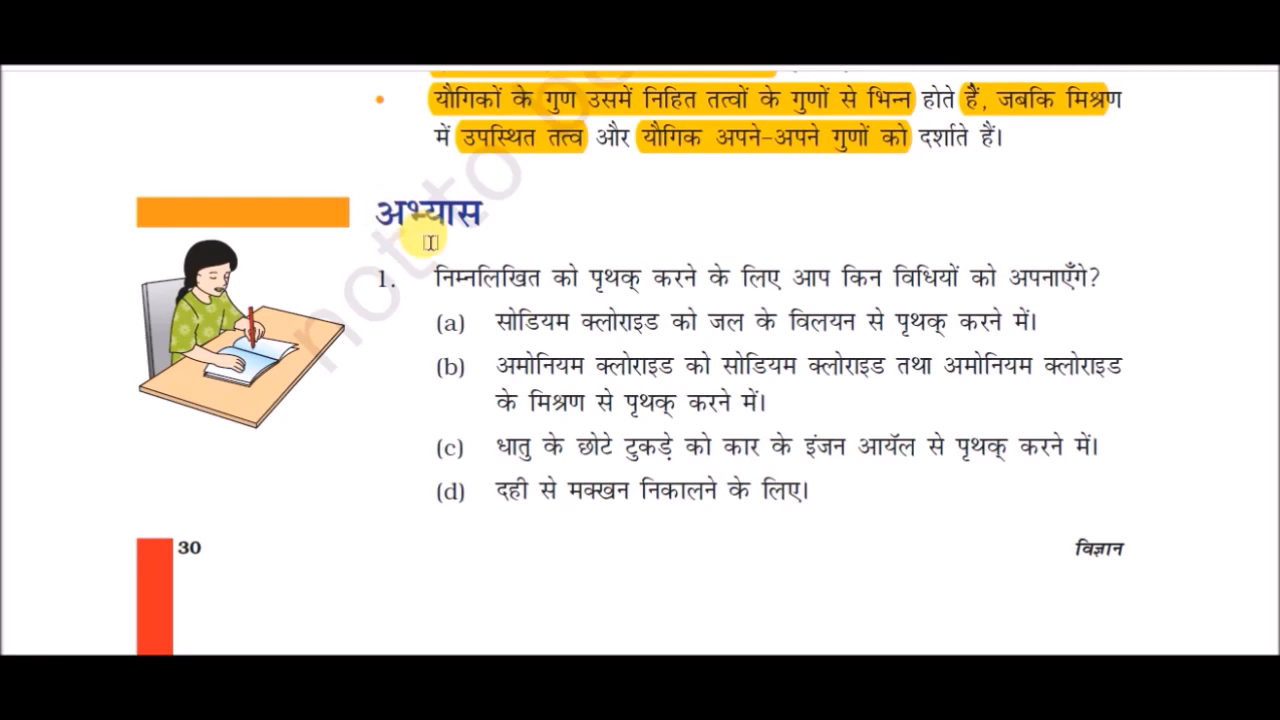 • यौगिकों के गुण उसमें निहित तत्वों के गुणों से भिन्न होते हैं, जबकि मिश्रण
में उपस्थित तत्व और यौगिक अपने-अपने गुणों को दर्शाते हैं।
अभ्यास
1. निम्नलिखित को पृथक् करने के लिए आप किन विधियों को अपनाएँगे?
(a) सोडियम क्लोराइड को जल के विलयन से पृथक् करने में।
(b) अमोनियम क्लोराइड को सोडियम क्लोराइड तथा अमोनियम क्लोराइड
के मिश्रण से पृथक् करने में।
(c) धातु के छोटे टुकड़े को कार के इंजन आयॅल से पृथक् करने में।
(d) दही से मक्खन निकालने के लिए।
30 विज्ञान
not to